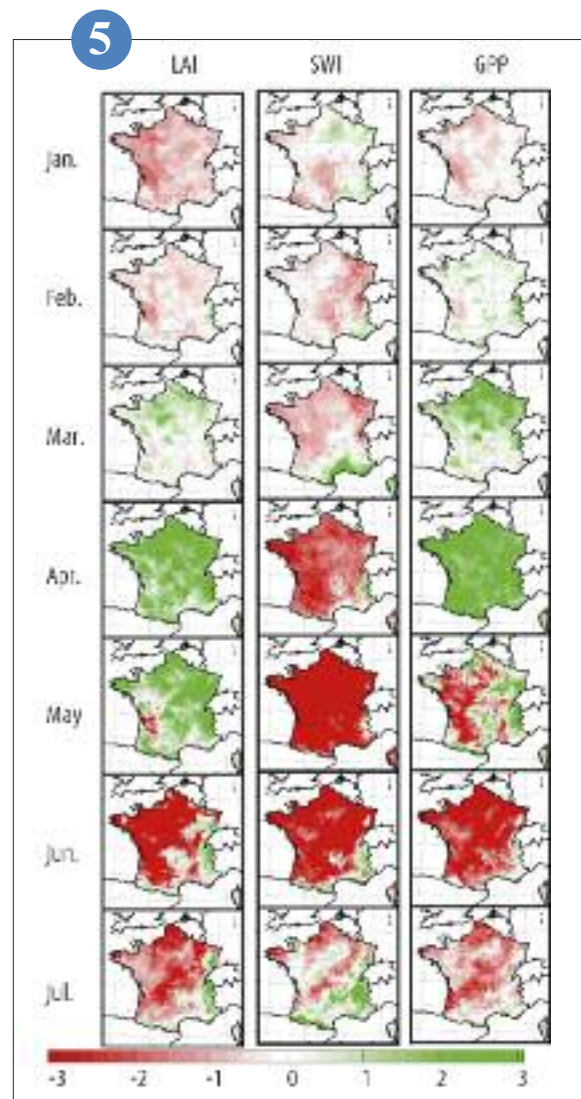 5
LAI SWI GPP
Jan.
Feb.
Mar.
Apr.
May
Jun.
Jul.
-3 -2 -1 0 1 2 3